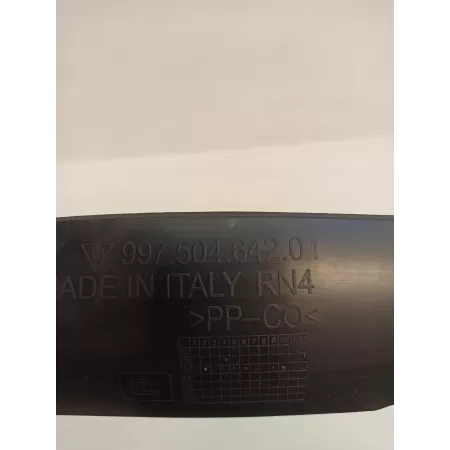 997.504.642.01
ADE IN ITALY RN4
>PP-CO<